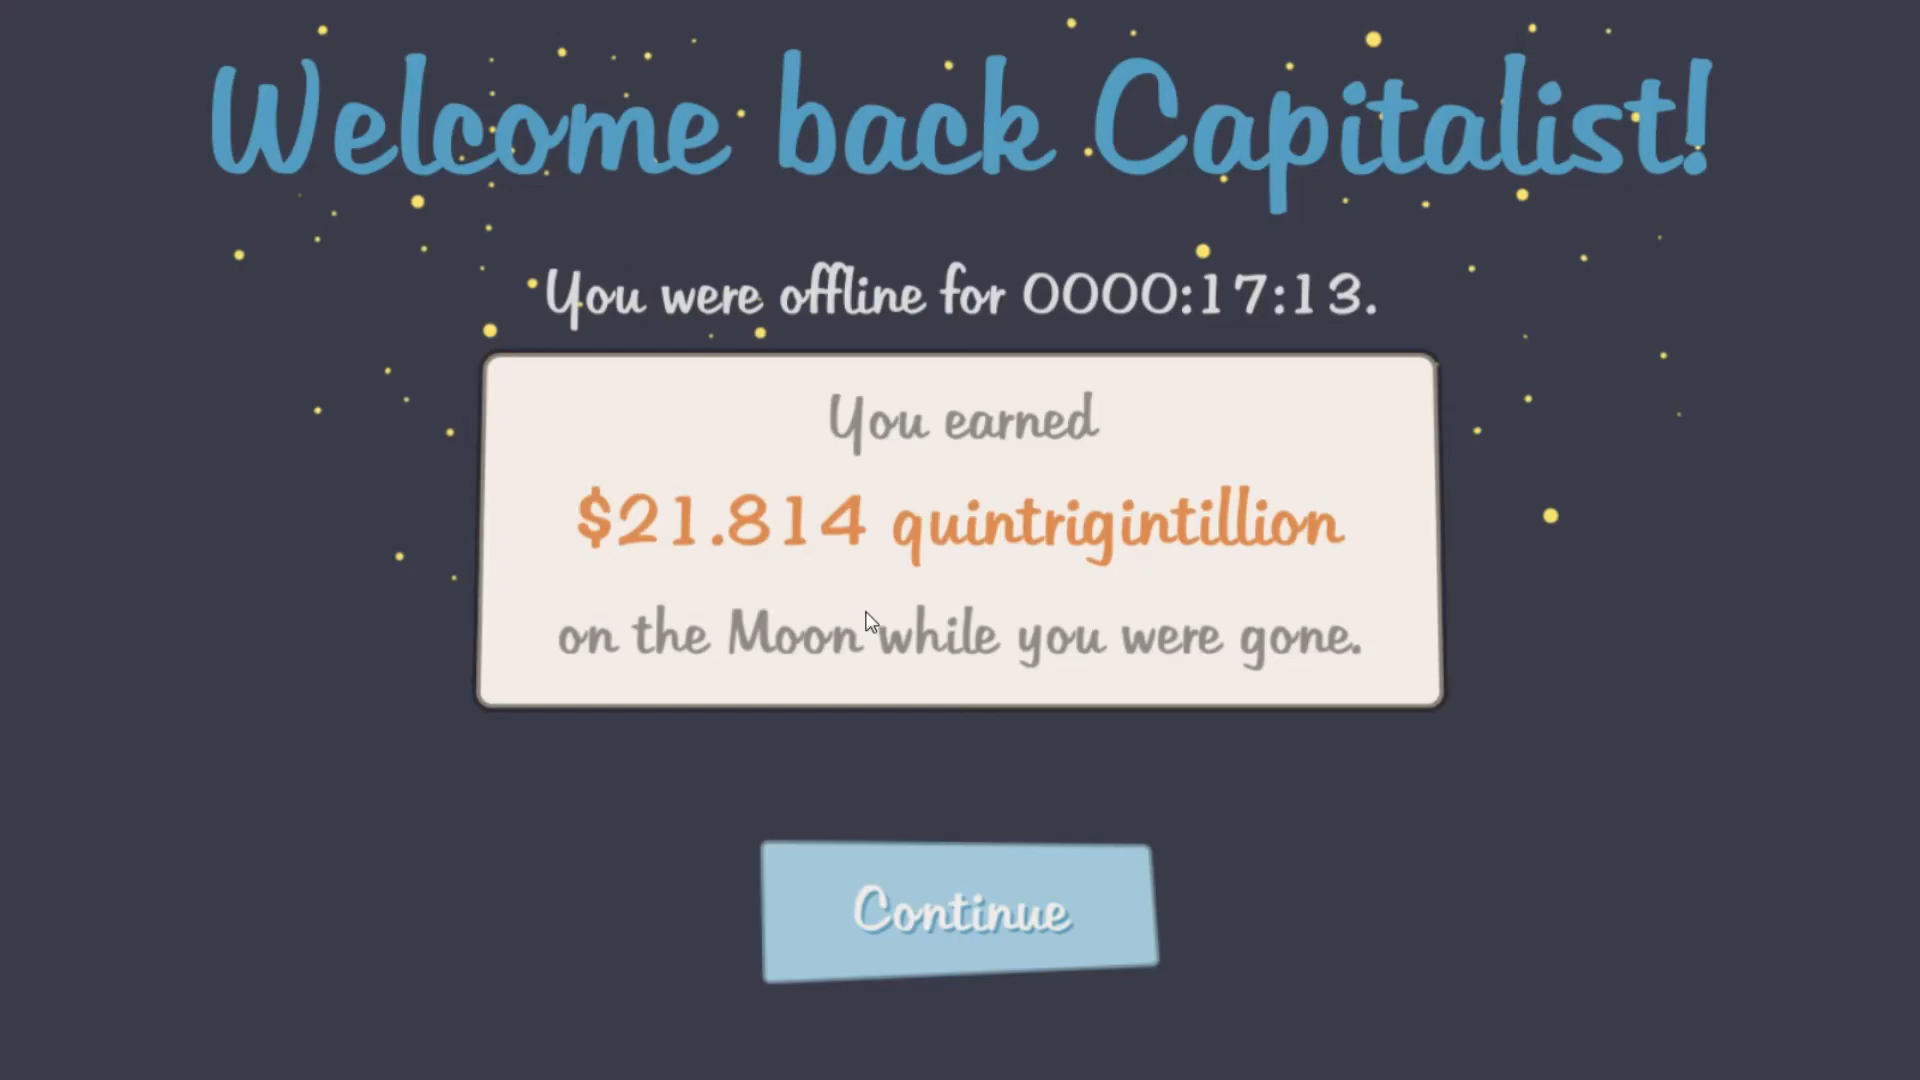 Welcome back Capitalist!
You were offline for 0000:17:13.
You earned
$21.814 quintrigintillion
on the Moon while you were gone.
Continue